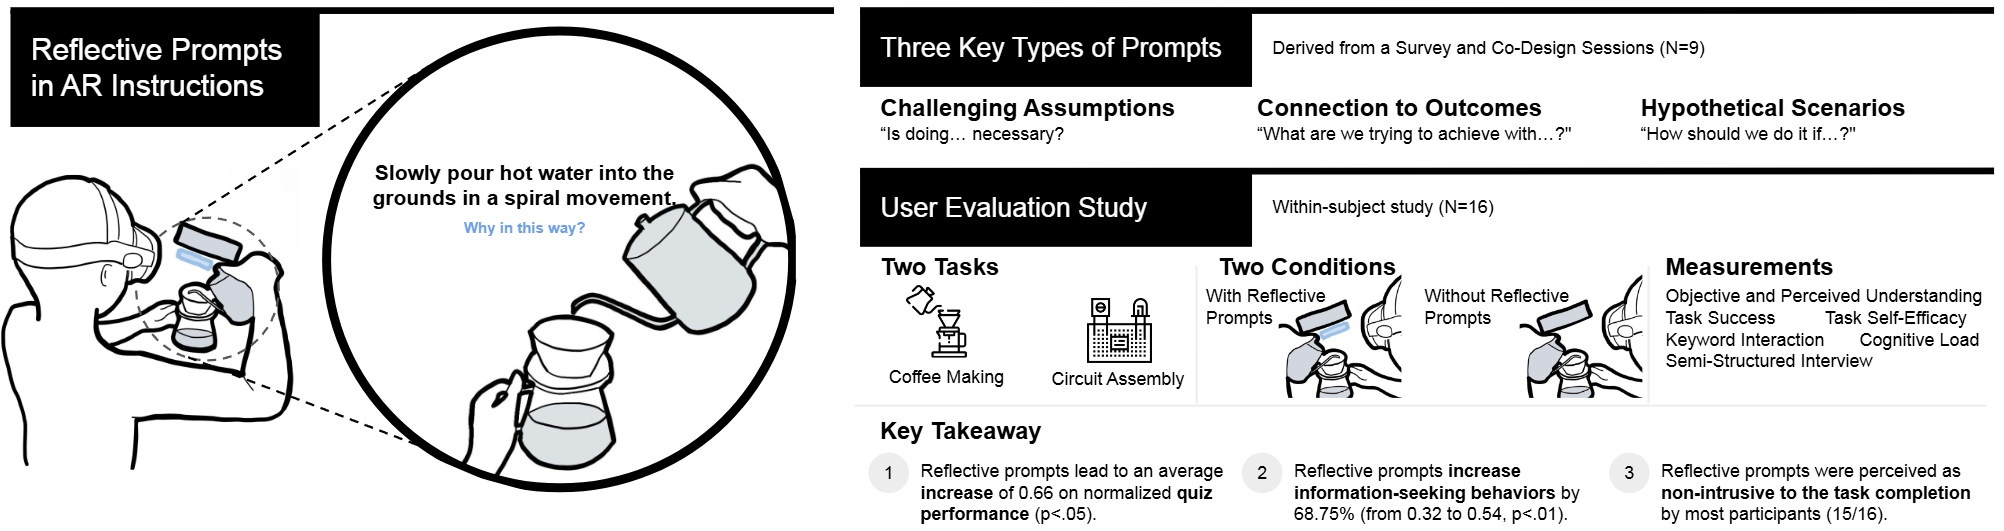 Reflective Prompts
in AR Instructions
Slowly pour hot water into the
grounds in a spiral movement.
Why in this way?
Three Key Types of Prompts
Derived from a Survey and Co-Design Sessions (N=9)
Challenging Assumptions
“Is doing… necessary?
Connection to Outcomes
“What are we trying to achieve with…?"
Hypothetical Scenarios
“How should we do it if…?"
User Evaluation Study
Within-subject study (N=16)
Two Tasks
Coffee Making
Circuit Assembly
Two Conditions
With Reflective
Prompts
Without Reflective
Prompts
Measurements
Objective and Perceived Understanding
Task Success Task Self-Efficacy
Keyword Interaction Cognitive Load
Semi-Structured Interview
Key Takeaway
1
Reflective prompts lead to an average
increase of 0.66 on normalized quiz
performance (p<.05).
2
Reflective prompts increase
information-seeking behaviors by
68.75% (from 0.32 to 0.54, p<.01).
3
Reflective prompts were perceived as
non-intrusive to the task completion
by most participants (15/16).